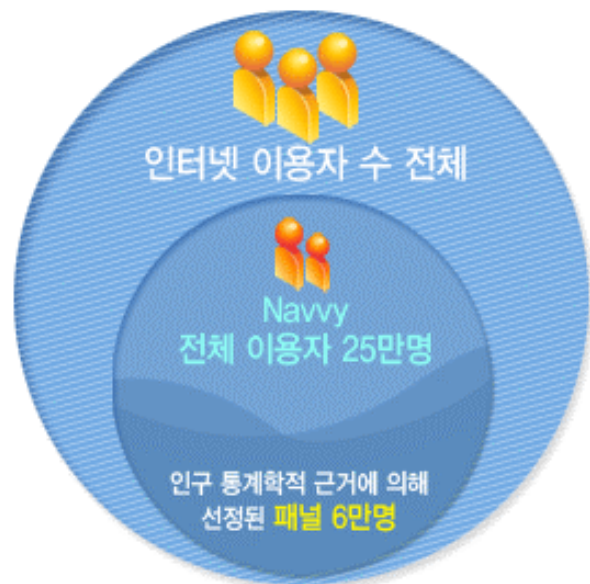 인터넷 이용자 수 전체
Navvy
전체 이용자 25만명
인구 통계학적 근거에 의해
선정된 패널 6만명